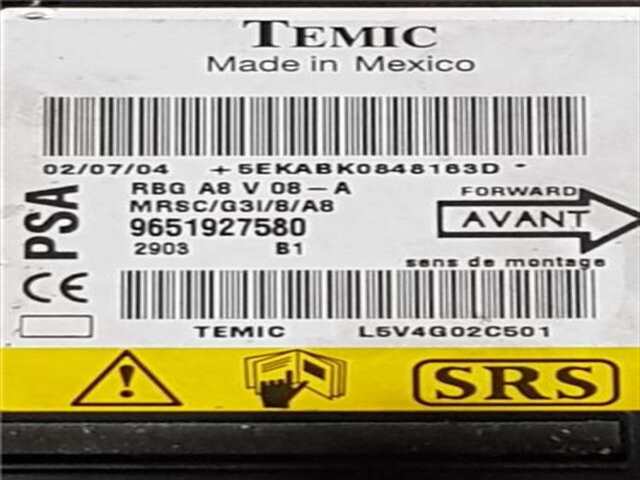 TEMIC
Made in Mexico
02/07/04 +5EKABK0848163D *
RBG A8 V 08-A
MRSC/G3I/8/A8
9651927580
2903 B1
PSA
CE
FORWARD
AVANT
sens de montage
TEMIC L5V4G02C501
SRS